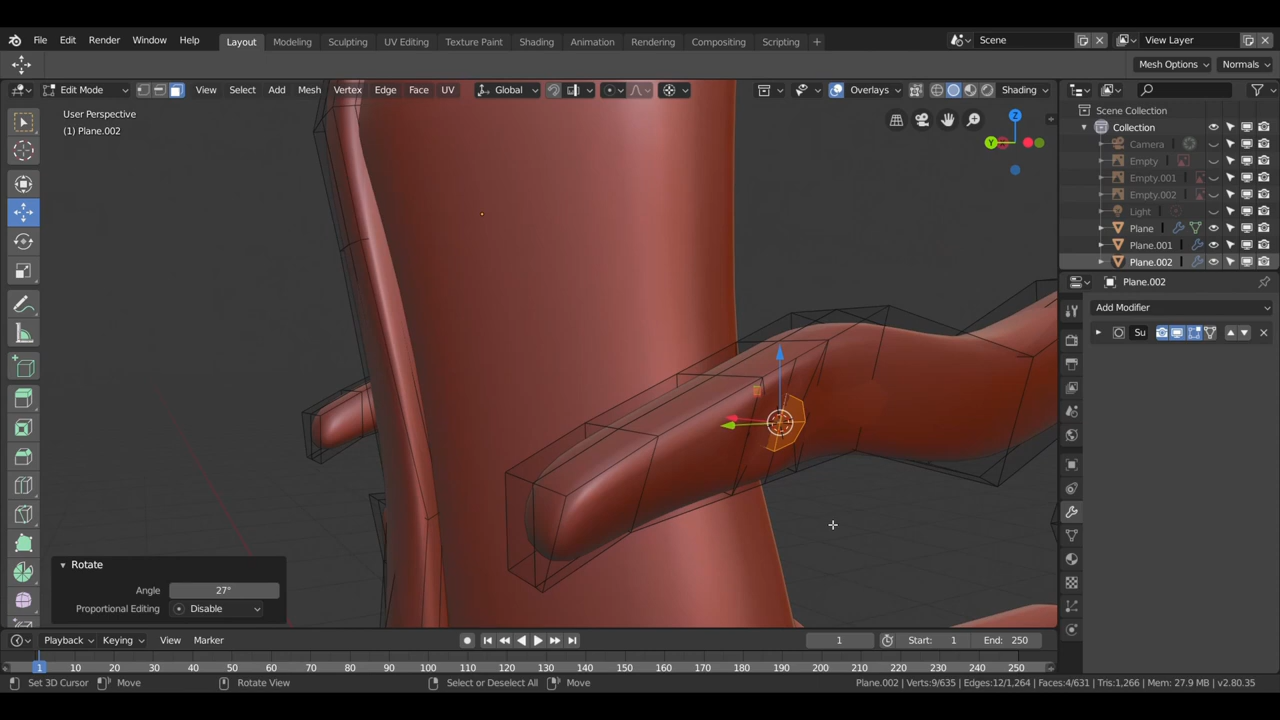 File Edit Render Window Help Layout Modeling Sculpting UV Editing Texture Paint Shading Animation Rendering Compositing Scripting + Scene View Layer
Mesh Options Normals
Edit Mode View Select Add Mesh Vertex Edge Face UV Global Overlays Shading
User Perspective
(1) Plane.002
Z
Y
Scene Collection
Collection
Camera
Empty
Empty.001
Empty.002
Light
Plane
Plane.001
Plane.002
Plane.002
Add Modifier
Su
Rotate
Angle 27°
Proportional Editing Disable
Playback Keying View Marker 1 Start: 1 End: 250
1 10 20 30 40 50 60 70 80 90 100 110 120 130 140 150 160 170 180 190 200 210 220 230 240 250
Set 3D Cursor Move Rotate View Select or Deselect All Move Plane.002 | Verts:9/635 | Edges:12/1,264 | Faces:4/631 | Tris:1,266 | Mem: 27.9 MB | v2.80.35